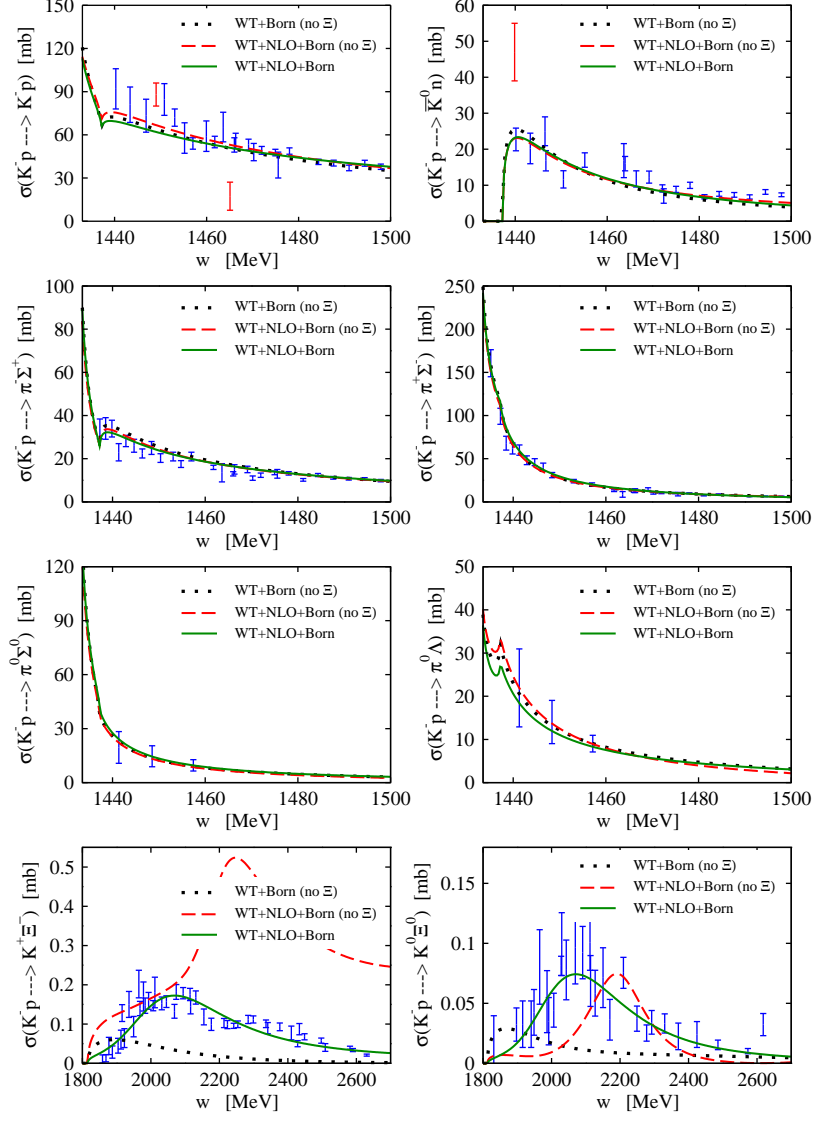 WT+Born (no Ξ)
WT+NLO+Born (no Ξ)
WT+NLO+Born
σ(K⁻p ---> K⁻p) [mb]
150
120
90
60
30
0
1440 1460 1480 1500
w [MeV]
WT+Born (no Ξ)
WT+NLO+Born (no Ξ)
WT+NLO+Born
σ(K⁻p ---> K̅⁰n) [mb]
60
50
40
30
20
10
0
1440 1460 1480 1500
w [MeV]
WT+Born (no Ξ)
WT+NLO+Born (no Ξ)
WT+NLO+Born
σ(K⁻p ---> π⁻Σ⁺) [mb]
100
80
60
40
20
0
1440 1460 1480 1500
w [MeV]
WT+Born (no Ξ)
WT+NLO+Born (no Ξ)
WT+NLO+Born
σ(K⁻p ---> π⁺Σ⁻) [mb]
250
200
150
100
50
0
1440 1460 1480 1500
w [MeV]
WT+Born (no Ξ)
WT+NLO+Born (no Ξ)
WT+NLO+Born
σ(K⁻p ---> π⁰Σ⁰) [mb]
120
90
60
30
0
1440 1460 1480 1500
w [MeV]
WT+Born (no Ξ)
WT+NLO+Born (no Ξ)
WT+NLO+Born
σ(K⁻p ---> π⁰Λ) [mb]
50
40
30
20
10
0
1440 1460 1480 1500
w [MeV]
WT+Born (no Ξ)
WT+NLO+Born (no Ξ)
WT+NLO+Born
σ(K⁻p ---> K⁺Ξ⁻) [mb]
0.5
0.4
0.3
0.2
0.1
0
1800 2000 2200 2400 2600
w [MeV]
WT+Born (no Ξ)
WT+NLO+Born (no Ξ)
WT+NLO+Born
σ(K⁻p ---> K⁰Ξ⁰) [mb]
0.15
0.1
0.05
0
1800 2000 2200 2400 2600
w [MeV]